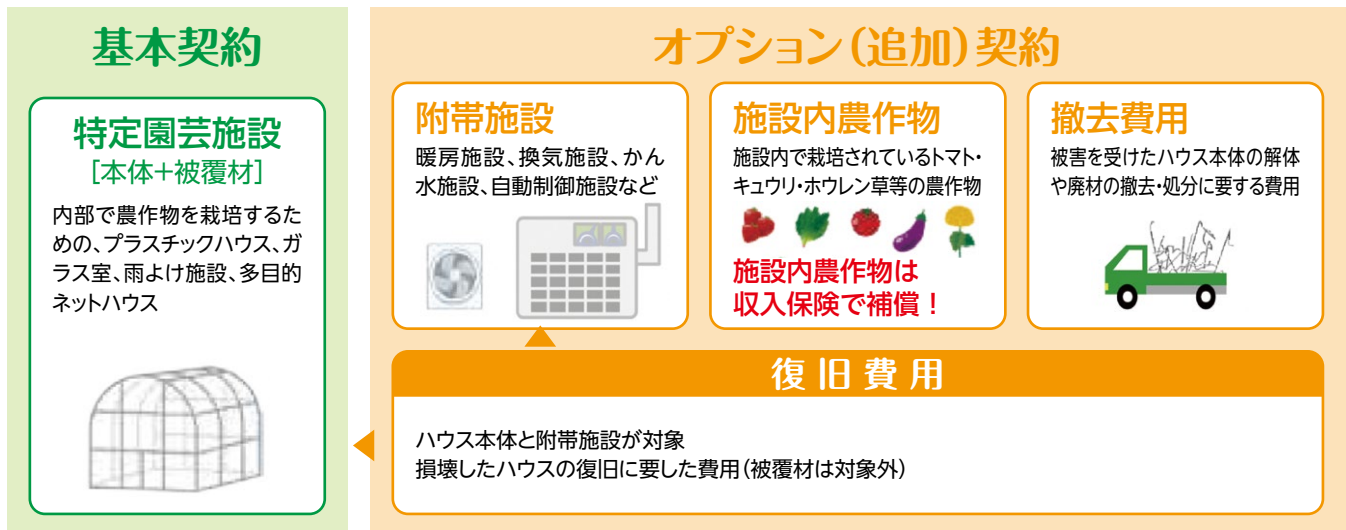 基本契約
特定園芸施設
[本体+被覆材]
内部で農作物を栽培するた
めの、プラスチックハウス、ガ
ラス室、雨よけ施設、多目的
ネットハウス
オプション(追加)契約
附帯施設
暖房施設、換気施設、かん
水施設、自動制御施設など
施設内農作物
施設内で栽培されているトマト・
キュウリ・ホウレン草等の農作物
施設内農作物は
収入保険で補償!
撤去費用
被害を受けたハウス本体の解体
や廃材の撤去・処分に要する費用
復旧費用
ハウス本体と附帯施設が対象
損壊したハウスの復旧に要した費用(被覆材は対象外)